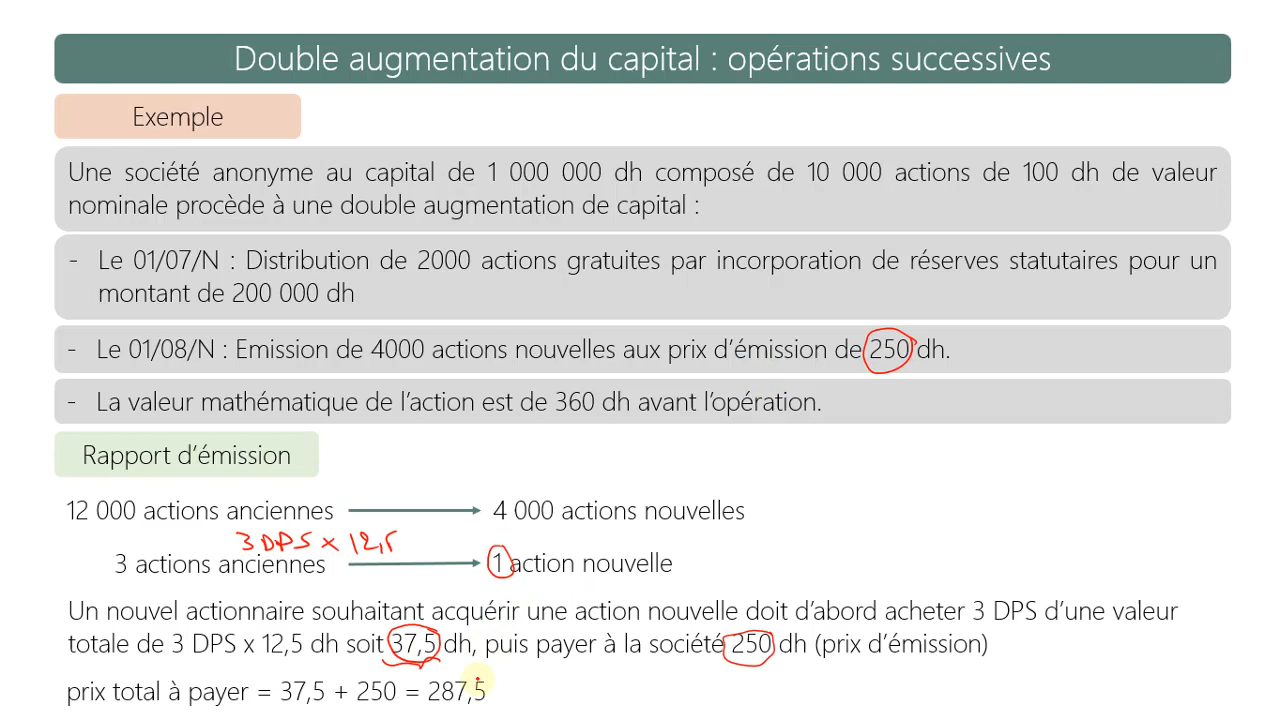 Double augmentation du capital : opérations successives
Exemple
Une société anonyme au capital de 1 000 000 dh composé de 10 000 actions de 100 dh de valeur
nominale procède à une double augmentation de capital :
- Le 01/07/N : Distribution de 2000 actions gratuites par incorporation de réserves statutaires pour un
montant de 200 000 dh
- Le 01/08/N : Emission de 4000 actions nouvelles aux prix d’émission de 250 dh.
- La valeur mathématique de l’action est de 360 dh avant l’opération.
Rapport d’émission
12 000 actions anciennes 4 000 actions nouvelles
3 DPS × 12,5
3 actions anciennes 1 action nouvelle
Un nouvel actionnaire souhaitant acquérir une action nouvelle doit d’abord acheter 3 DPS d’une valeur
totale de 3 DPS x 12,5 dh soit 37,5 dh, puis payer à la société 250 dh (prix d’émission)
prix total à payer = 37,5 + 250 = 287,5